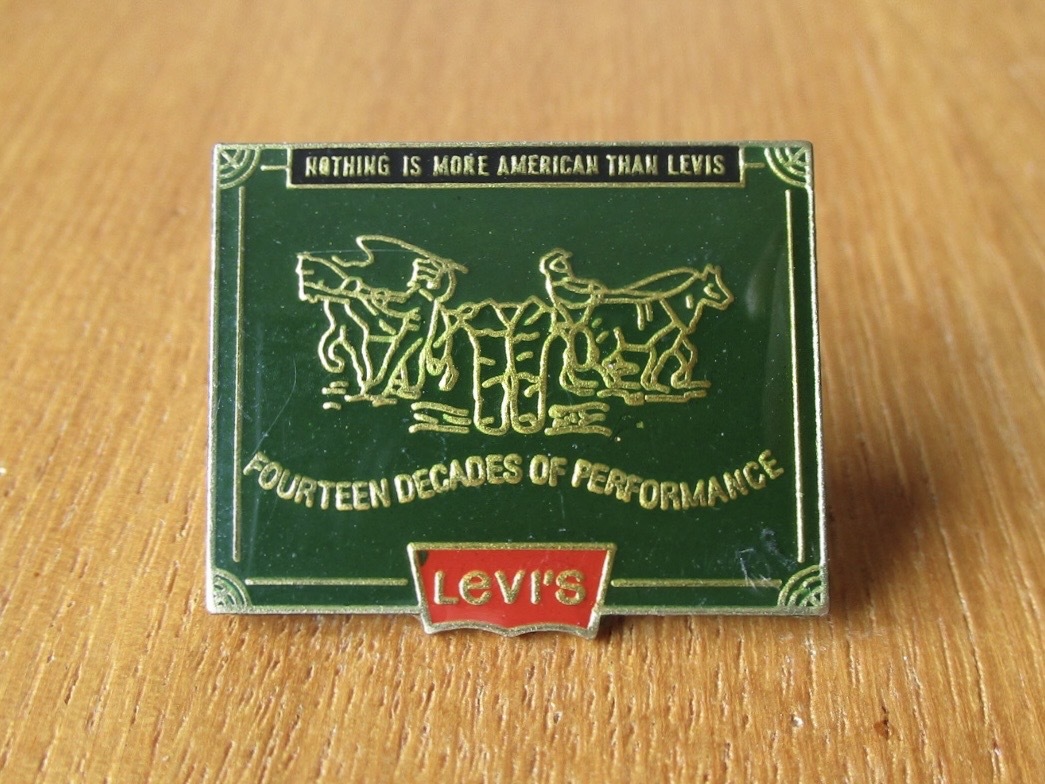 NOTHING IS MORE AMERICAN THAN LEVIS
FOURTEEN DECADES OF PERFORMANCE
LeVI'S